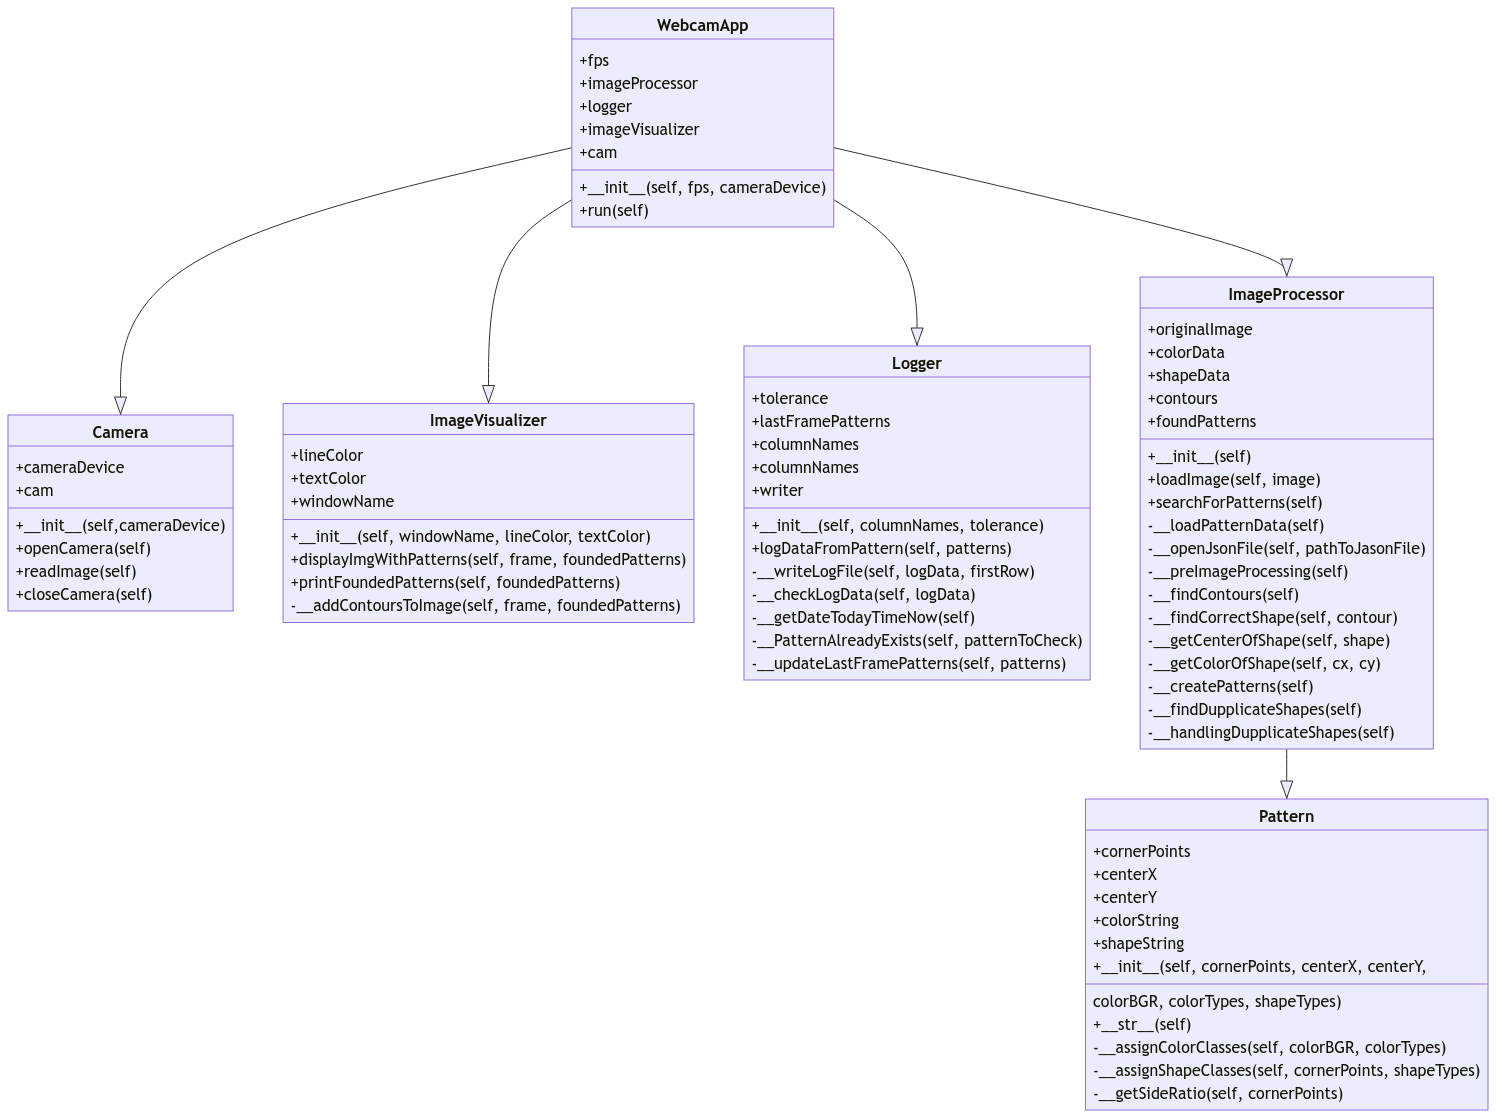 WebcamApp
+fps
+imageProcessor
+logger
+imageVisualizer
+cam
+__init__(self, fps, cameraDevice)
+run(self)
Camera
+cameraDevice
+cam
+__init__(self,cameraDevice)
+openCamera(self)
+readImage(self)
+closeCamera(self)
ImageVisualizer
+lineColor
+textColor
+windowName
+__init__(self, windowName, lineColor, textColor)
+displayImgWithPatterns(self, frame, foundedPatterns)
+printFoundedPatterns(self, foundedPatterns)
-__addContoursToImage(self, frame, foundedPatterns)
Logger
+tolerance
+lastFramePatterns
+columnNames
+columnNames
+writer
+__init__(self, columnNames, tolerance)
+logDataFromPattern(self, patterns)
-__writeLogFile(self, logData, firstRow)
-__checkLogData(self, logData)
-__getDateTodayTimeNow(self)
-__PatternAlreadyExists(self, patternToCheck)
-__updateLastFramePatterns(self, patterns)
ImageProcessor
+originalImage
+colorData
+shapeData
+contours
+foundPatterns
+__init__(self)
+loadImage(self, image)
+searchForPatterns(self)
-__loadPatternData(self)
-__openJsonFile(self, pathToJasonFile)
-__preImageProcessing(self)
-__findContours(self)
-__findCorrectShape(self, contour)
-__getCenterOfShape(self, shape)
-__getColorOfShape(self, cx, cy)
-__createPatterns(self)
-__findDupplicateShapes(self)
-__handlingDupplicateShapes(self)
Pattern
+cornerPoints
+centerX
+centerY
+colorString
+shapeString
+__init__(self, cornerPoints, centerX, centerY,
colorBGR, colorTypes, shapeTypes)
+__str__(self)
-__assignColorClasses(self, colorBGR, colorTypes)
-__assignShapeClasses(self, cornerPoints, shapeTypes)
-__getSideRatio(self, cornerPoints)